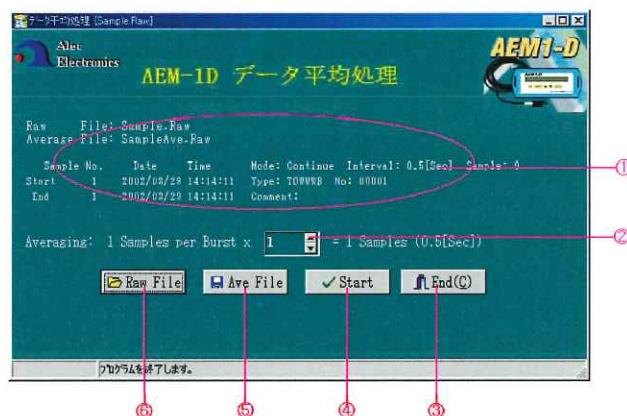 データ平均処理 [Sample.Raw]
Alec
Electronics
AEM1-D
AEM-1D データ平均処理
Raw File: Sample.Raw
Average File: SampleAve.Raw
Sample No. Date Time Mode: Continue Interval: 0.5[Sec] Sample: 0
Start 1 2002/03/29 14:14:11 Type: TOWWWB No: 00001
End 1 2002/03/29 14:14:11 Comment:
①
Averaging: 1 Samples per Burst x 1 = 1 Samples (0.5[Sec])
②
Raw File Ave File Start End(C)
プログラムを終了します。
⑥ ⑤ ④ ③